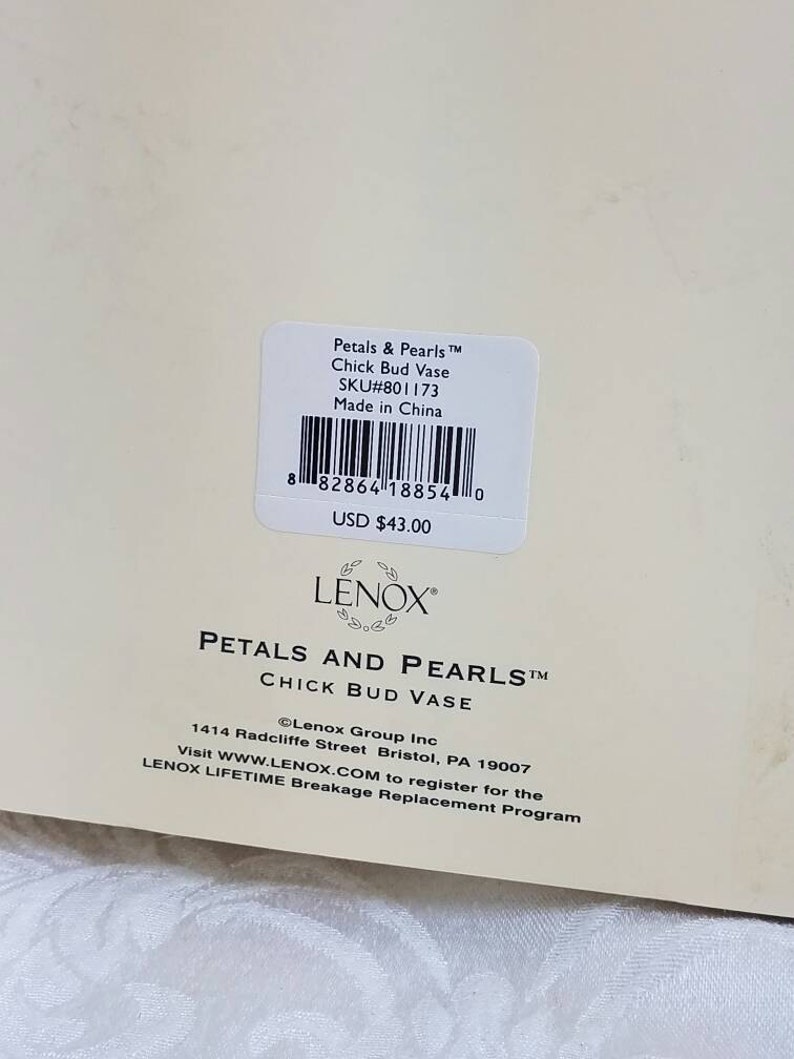 Petals & Pearls™
Chick Bud Vase
SKU#801173
Made in China
8 82864 18854 0
USD $43.00
LENOX®
PETALS AND PEARLS™
CHICK BUD VASE
©Lenox Group Inc
1414 Radcliffe Street Bristol, PA 19007
Visit WWW.LENOX.COM to register for the
LENOX LIFETIME Breakage Replacement Program